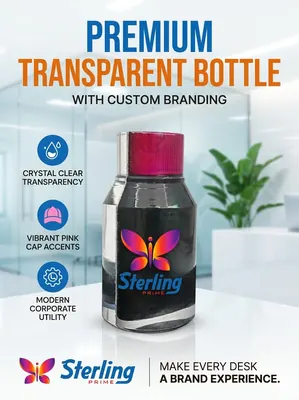 PREMIUM
TRANSPARENT BOTTLE
WITH CUSTOM BRANDING
CRYSTAL CLEAR
TRANSPARENCY
VIBRANT PINK
CAP ACCENTS
MODERN
CORPORATE
UTILITY
Sterling
PRIME
Sterling
PRIME
MAKE EVERY DESK
A BRAND EXPERIENCE.